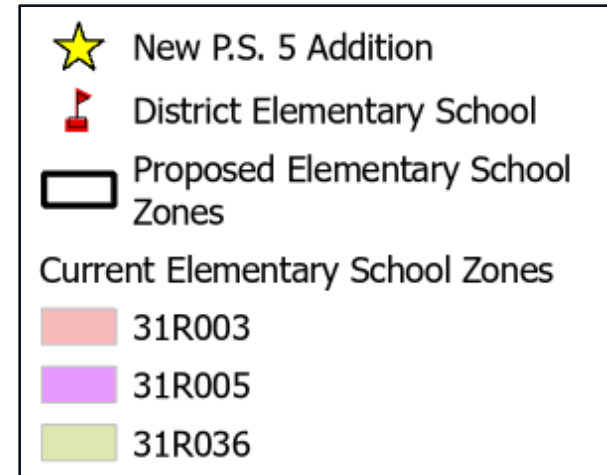 New P.S. 5 Addition
District Elementary School
Proposed Elementary School
Zones
Current Elementary School Zones
31R003
31R005
31R036